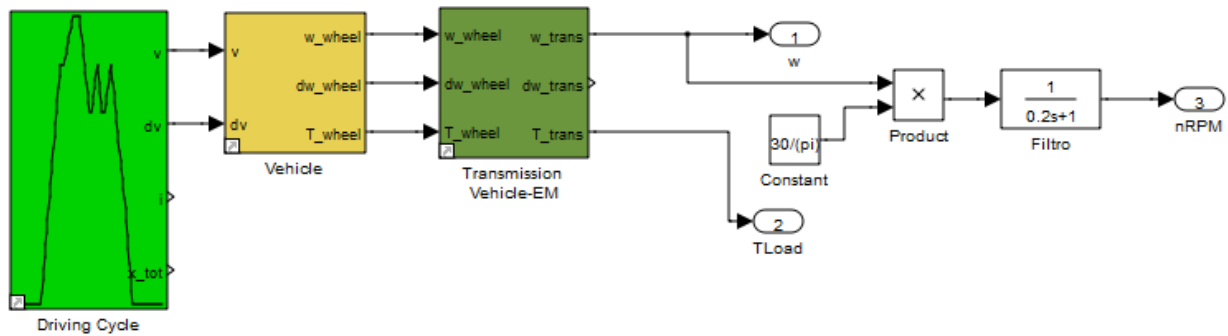 v
dv
i
x_tot
Driving Cycle
v
dv
Vehicle
w_wheel
dw_wheel
T_wheel
w_wheel
dw_wheel
T_wheel
w_trans
dw_trans
T_trans
Transmission
Vehicle-EM
1
w
30/(pi)
Constant
×
Product
2
TLoad
1
0.2s+1
Filtro
3
nRPM